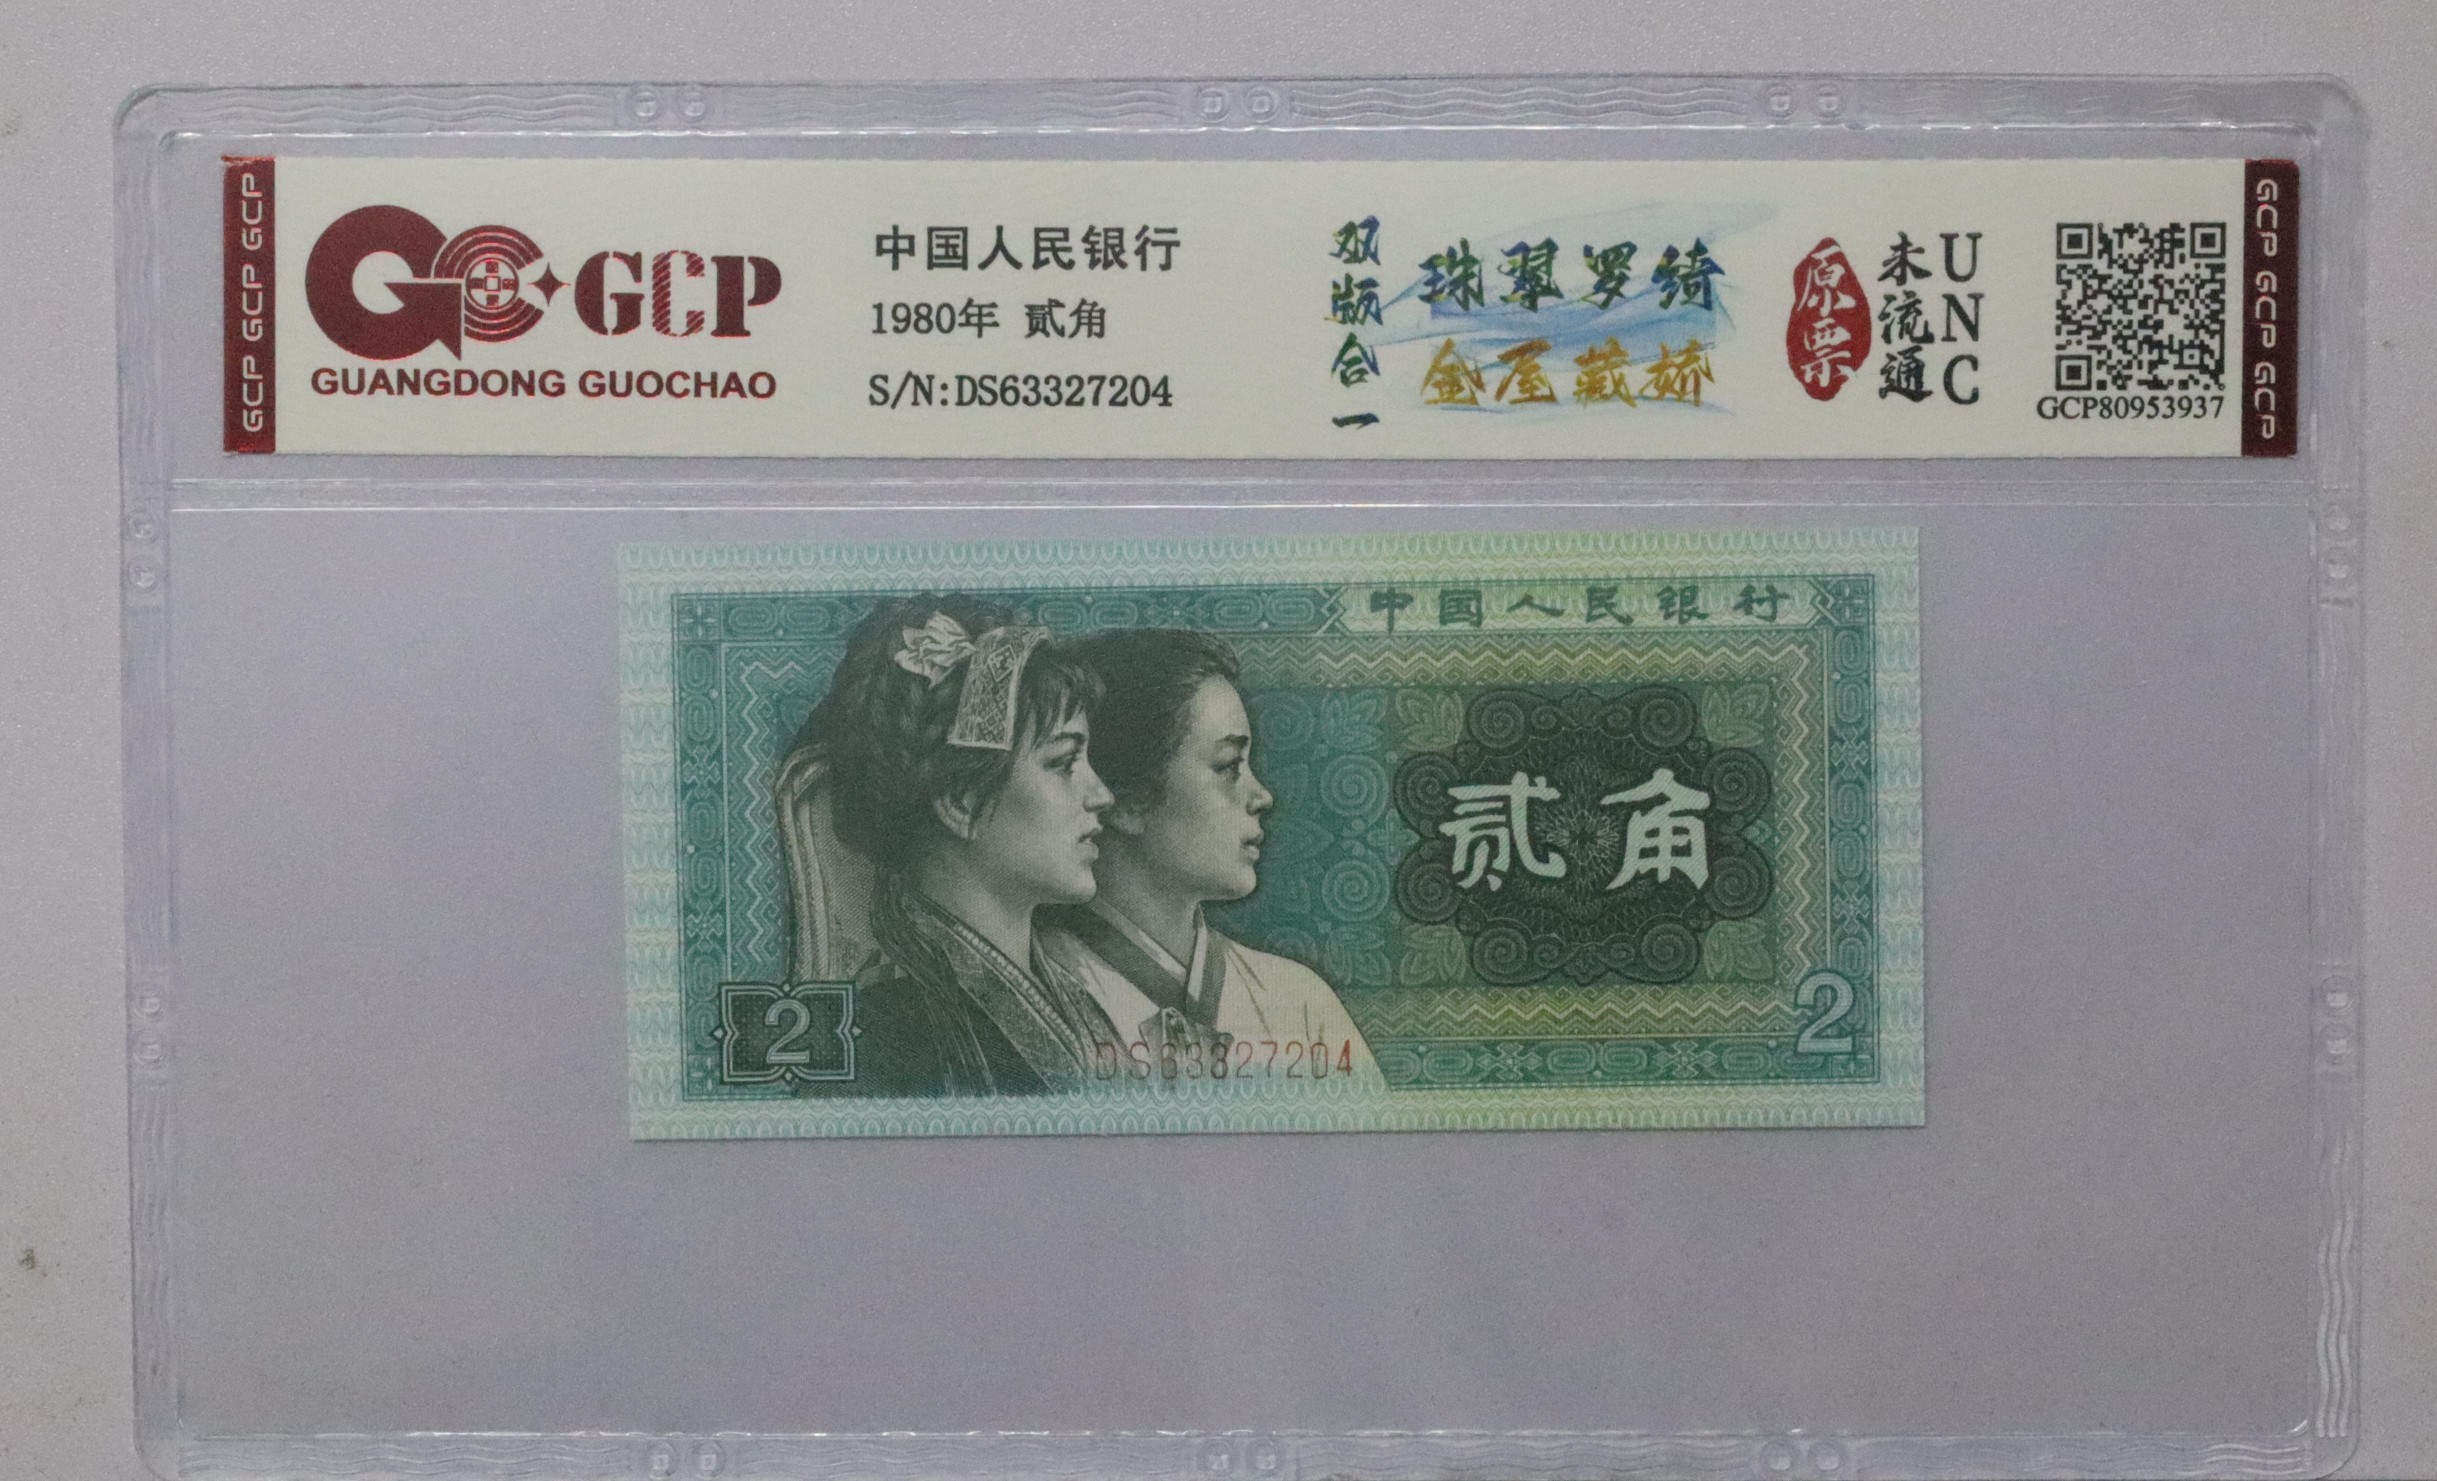 GCP GCP GCP
GCP
GUANGDONG GUOCHAO
中国人民银行
1980年 贰角
S/N:DS63327204
双版合一
珠翠罗绮
金屋藏娇
原票
未流通
UNC
GCP80953937
GCP GCP GCP
中国人民银行
贰角
2
2
DS63327204